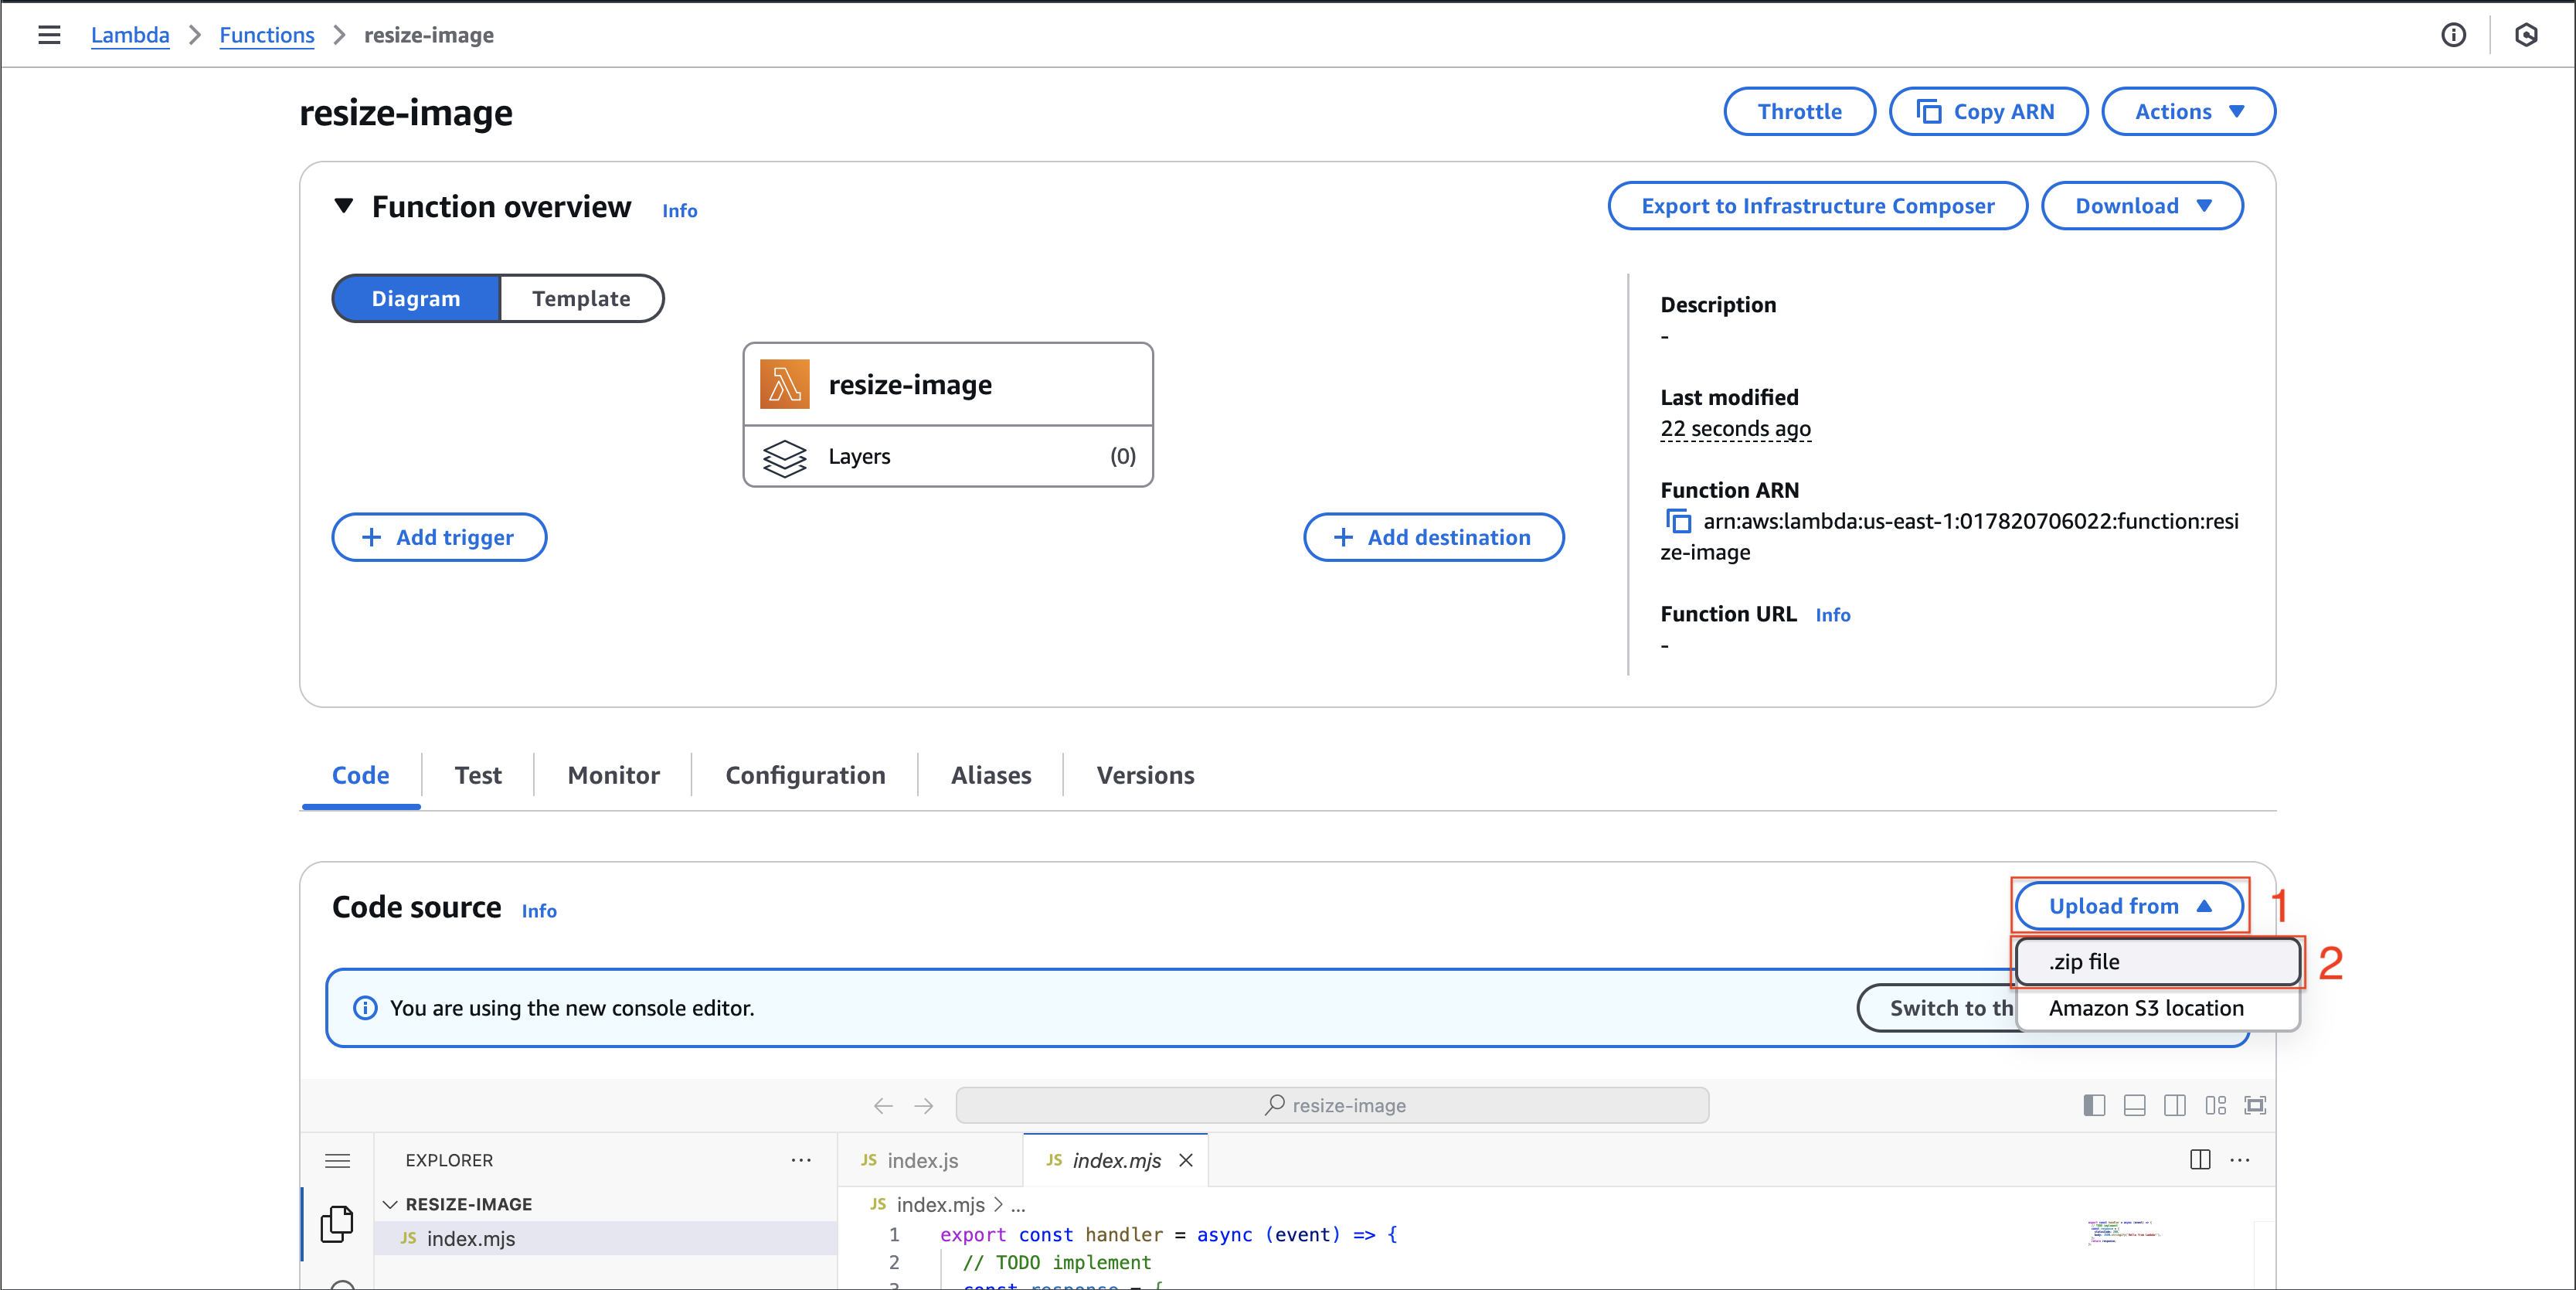 Lambda > Functions > resize-image
resize-image
Throttle
Copy ARN
Actions
Function overview Info
Export to Infrastructure Composer
Download
Diagram
Template
resize-image
Layers (0)
Add trigger
Add destination
Description
-
Last modified
22 seconds ago
Function ARN
arn:aws:lambda:us-east-1:017820706022:function:resi
ze-image
Function URL Info
-
Code
Test
Monitor
Configuration
Aliases
Versions
Code source Info
Upload from
1
.zip file
2
Amazon S3 location
You are using the new console editor.
Switch to th
resize-image
EXPLORER
RESIZE-IMAGE
JS index.mjs
JS index.js
JS index.mjs
JS index.mjs > ...
1 export const handler = async (event) => {
2 // TODO implement
3 const response = {